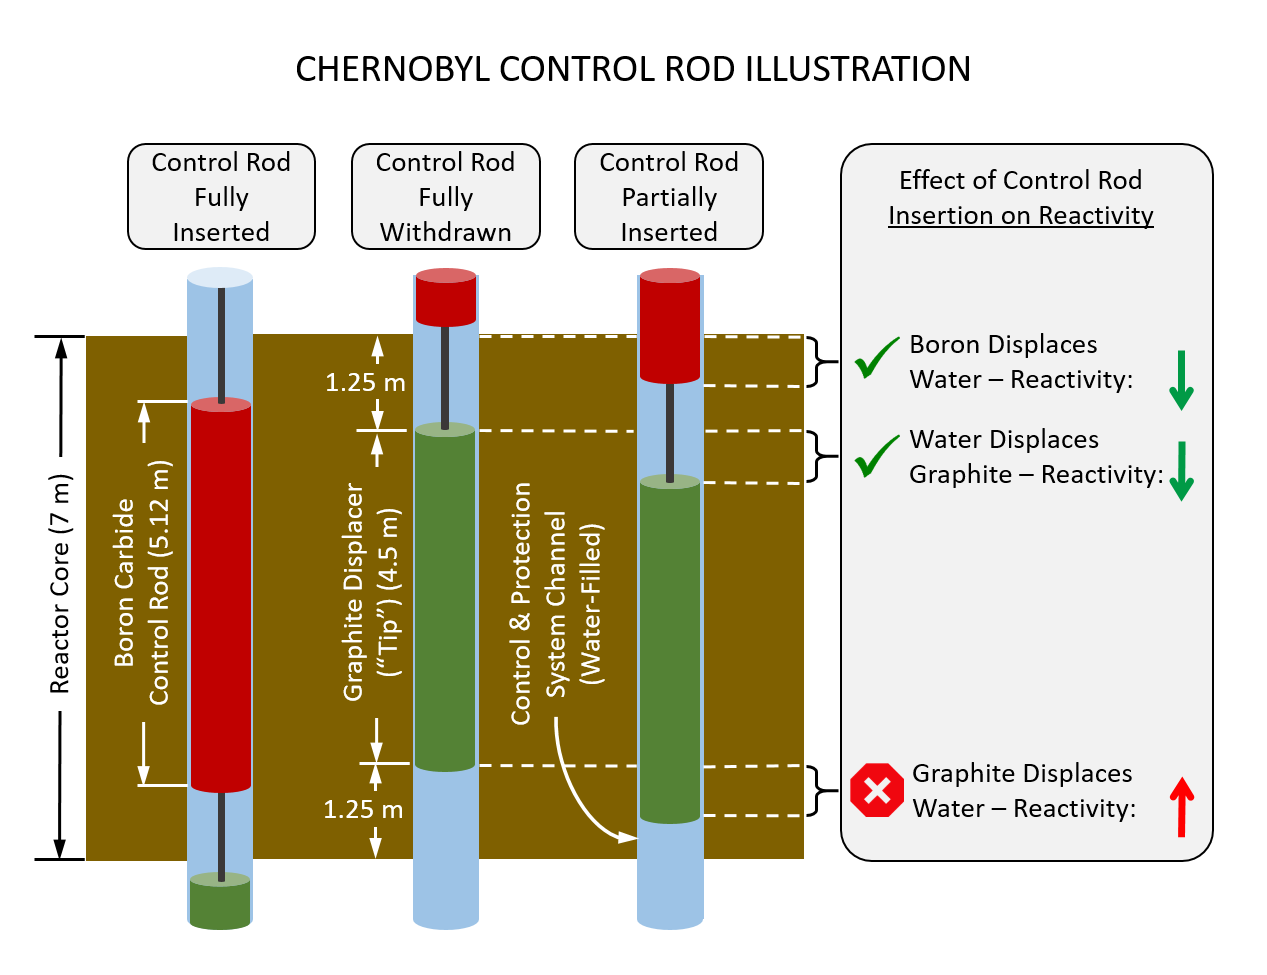 CHERNOBYL CONTROL ROD ILLUSTRATION
Control Rod
Fully
Inserted
Control Rod
Fully
Withdrawn
Control Rod
Partially
Inserted
Effect of Control Rod
Insertion on Reactivity
Boron Displaces
Water – Reactivity:
Water Displaces
Graphite – Reactivity:
Graphite Displaces
Water – Reactivity:
Reactor Core (7 m)
Boron Carbide
Control Rod (5.12 m)
1.25 m
Graphite Displacer
(“Tip”) (4.5 m)
1.25 m
Control & Protection
System Channel
(Water-Filled)